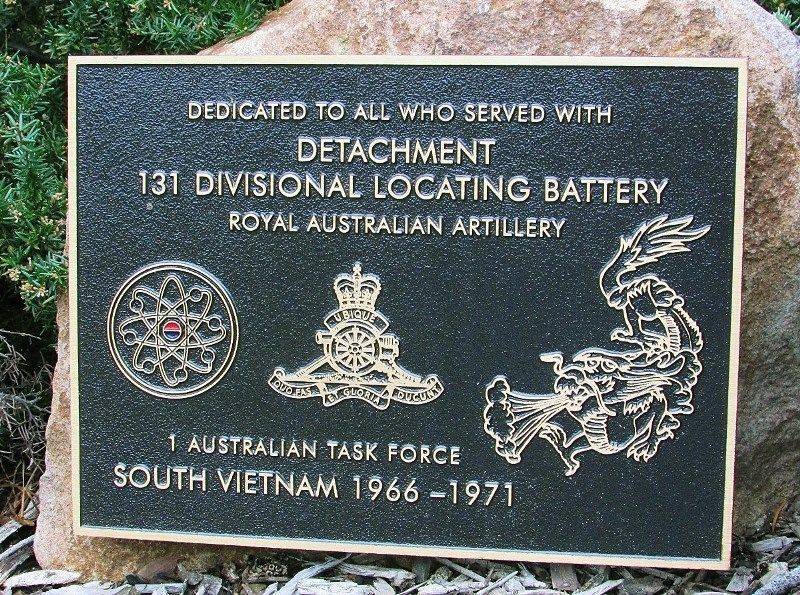 DEDICATED TO ALL WHO SERVED WITH
DETACHMENT
131 DIVISIONAL LOCATING BATTERY
ROYAL AUSTRALIAN ARTILLERY
UBIQUE
QUO FAS ET GLORIA DUCUNT
1 AUSTRALIAN TASK FORCE
SOUTH VIETNAM 1966 – 1971